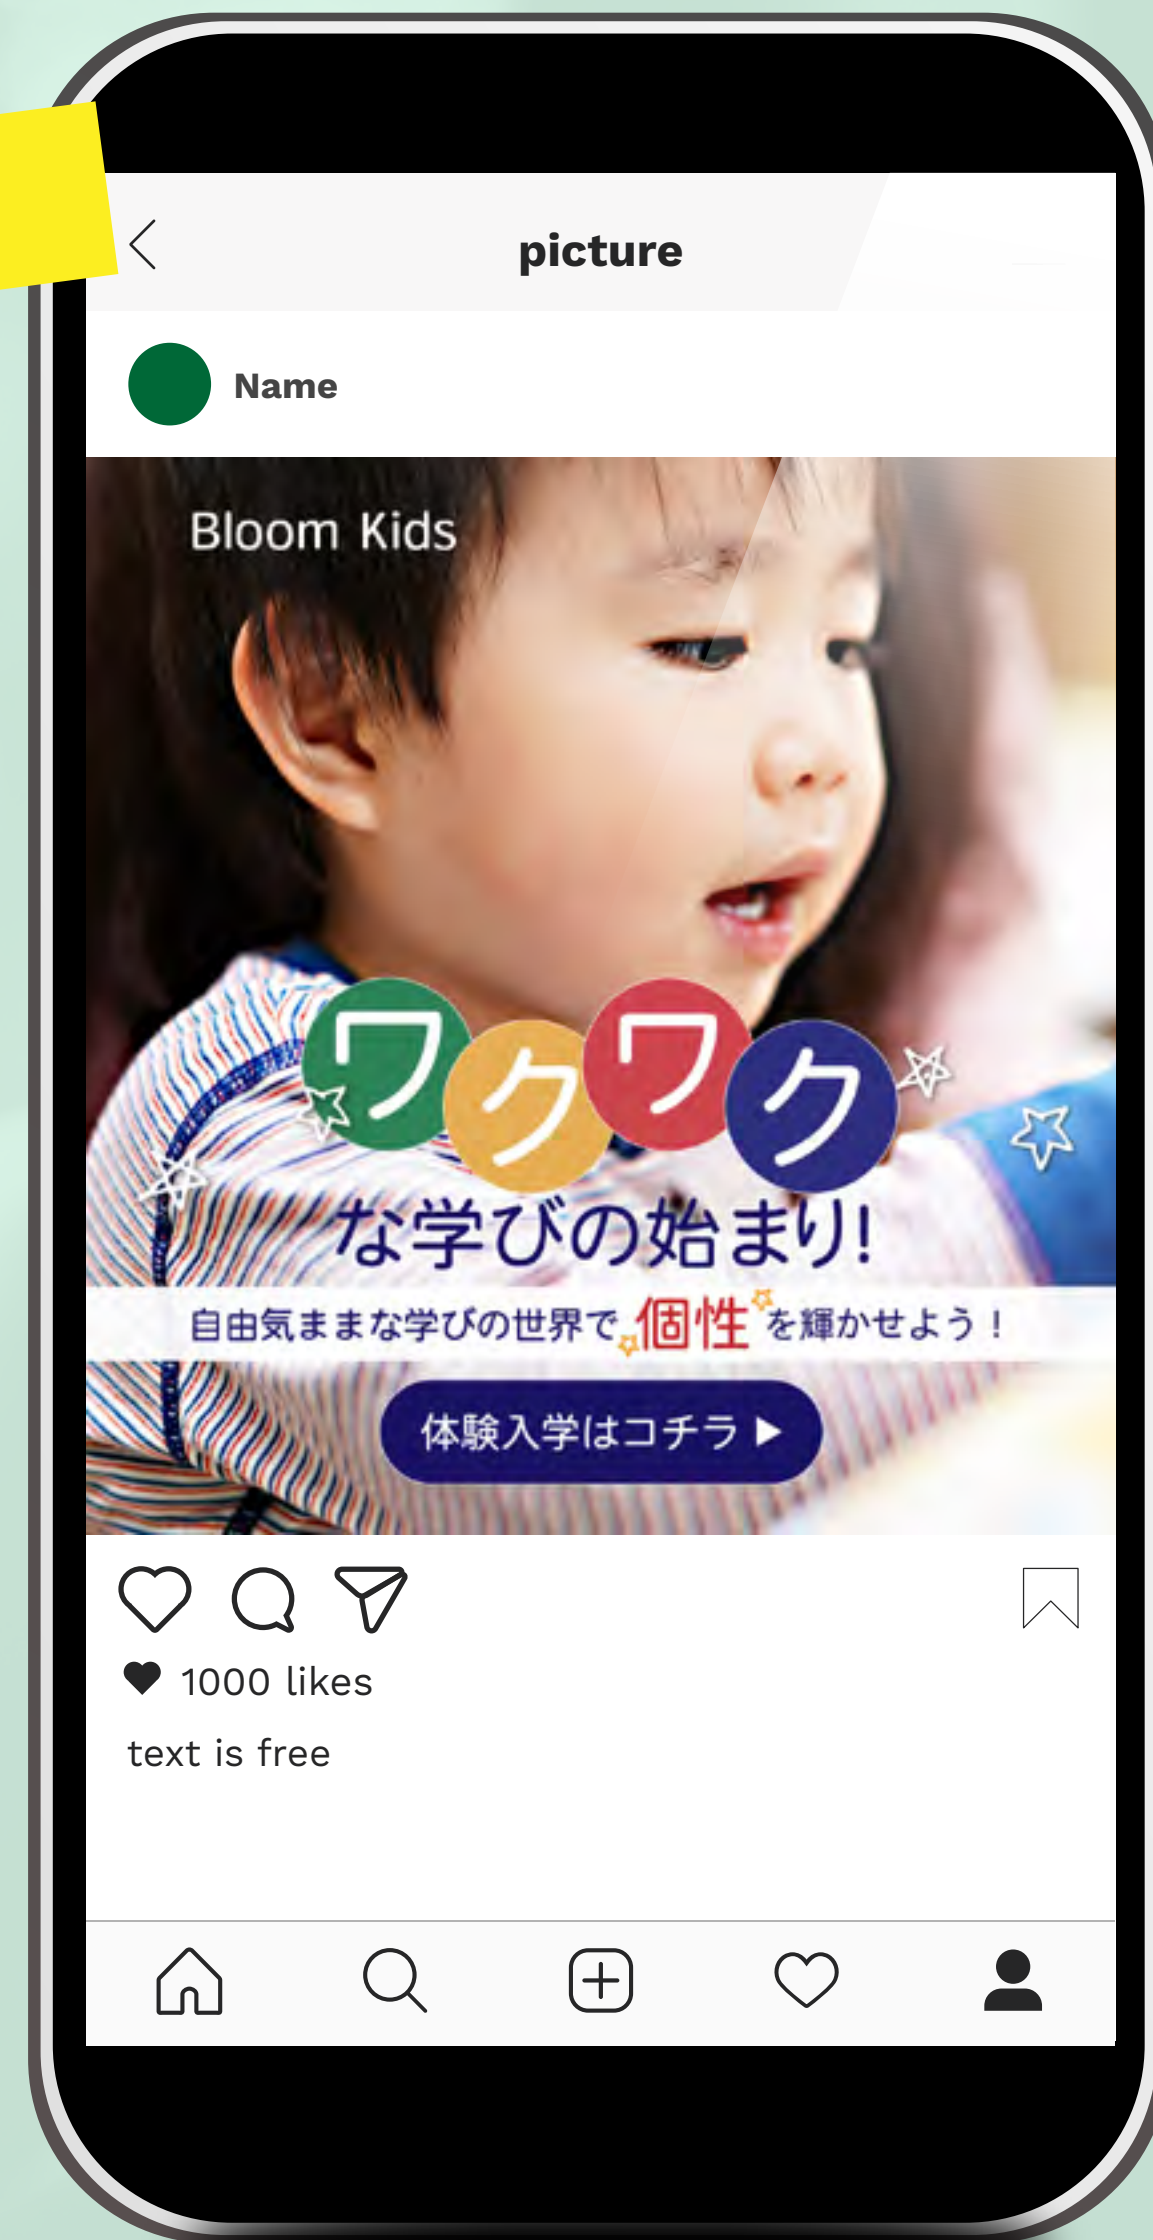 picture
Name
Bloom Kids
ワクワク
な学びの始まり!
自由気ままな学びの世界で個性を輝かせよう！
体験入学はコチラ▶
1000 likes
text is free